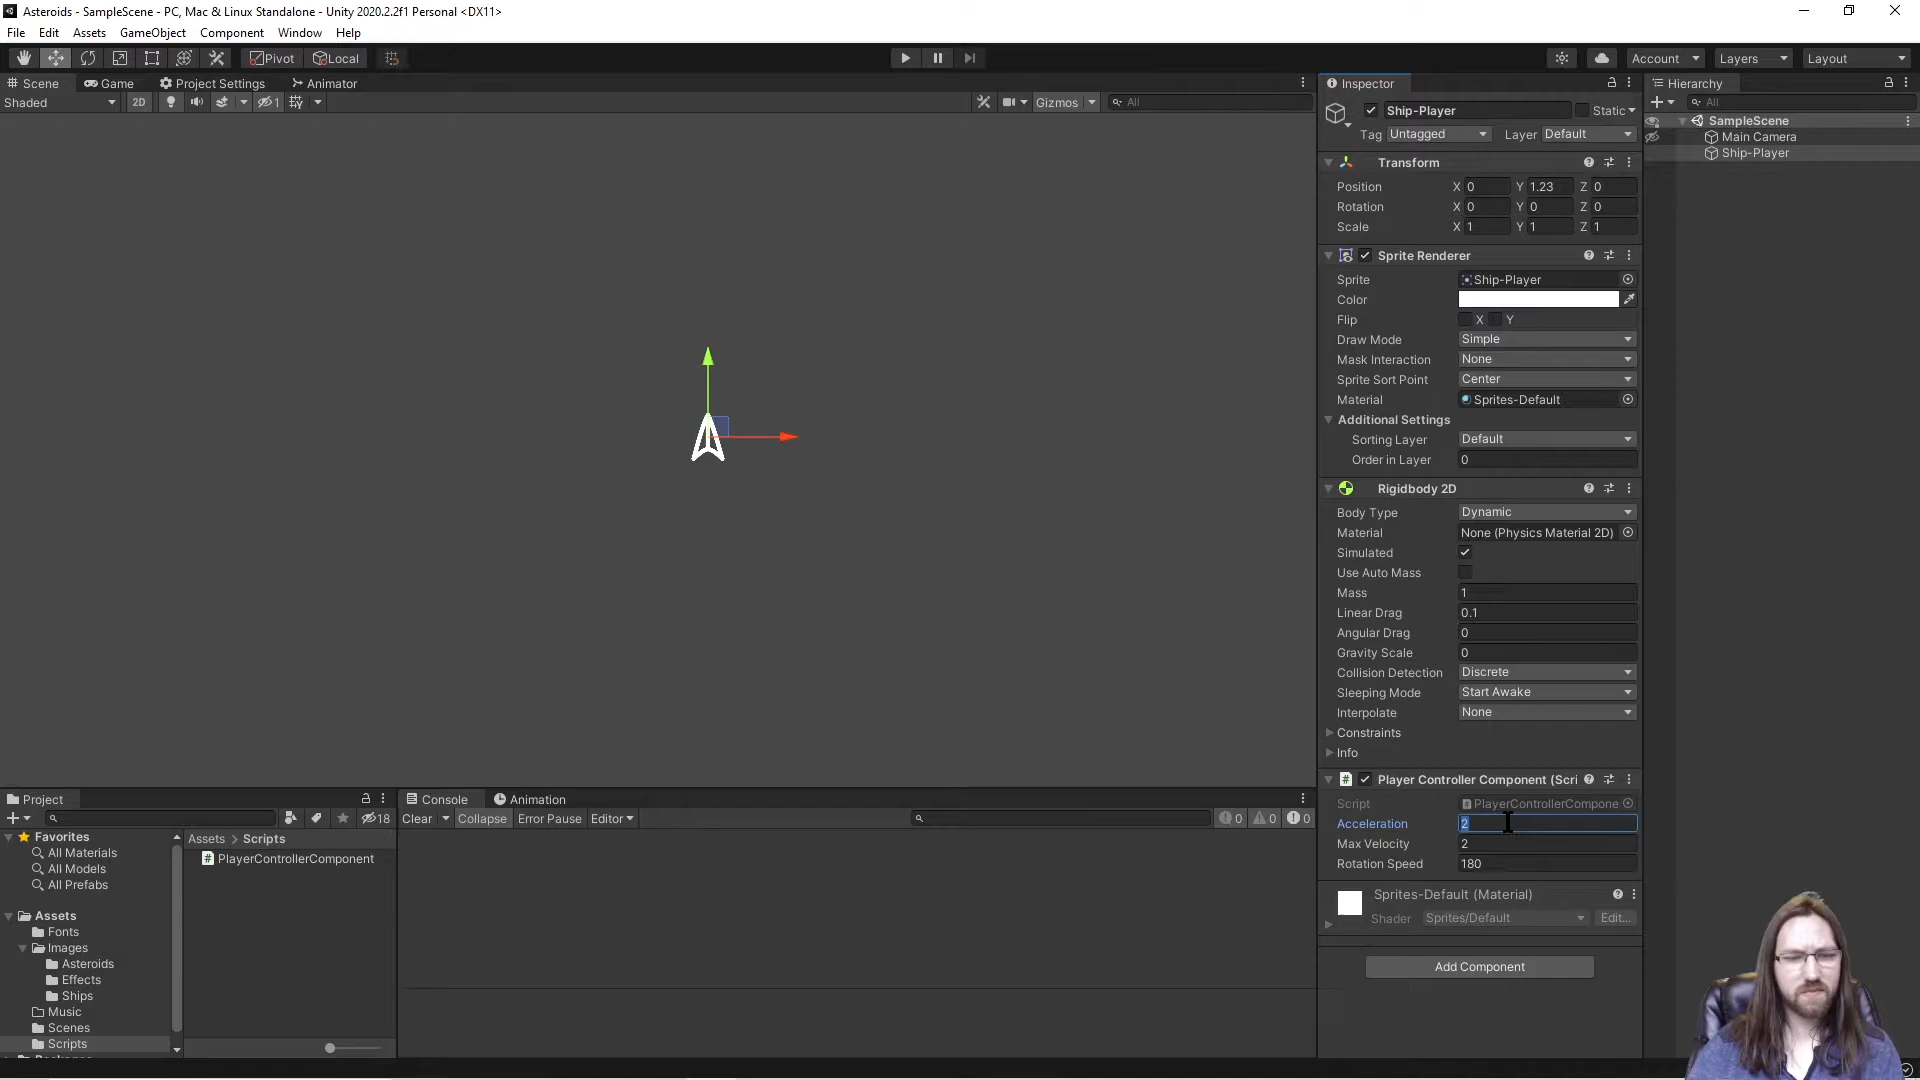 Asteroids - SampleScene - PC, Mac & Linux Standalone - Unity 2020.2.2f1 Personal <DX11>
File Edit Assets GameObject Component Window Help
Pivot Local Account Layers Layout
Scene Game Project Settings Animator
Shaded 2D 1 Gizmos All
Inspector
Ship-Player Static
Tag Untagged Layer Default
Transform
Position X 0 Y 1.23 Z 0
Rotation X 0 Y 0 Z 0
Scale X 1 Y 1 Z 1
Sprite Renderer
Sprite Ship-Player
Color
Flip X Y
Draw Mode Simple
Mask Interaction None
Sprite Sort Point Center
Material Sprites-Default
Additional Settings
Sorting Layer Default
Order in Layer 0
Rigidbody 2D
Body Type Dynamic
Material None (Physics Material 2D)
Simulated
Use Auto Mass
Mass 1
Linear Drag 0.1
Angular Drag 0
Gravity Scale 0
Collision Detection Discrete
Sleeping Mode Start Awake
Interpolate None
Constraints
Info
Player Controller Component (Scri
Script PlayerControllerCompone
Acceleration 2
Max Velocity 2
Rotation Speed 180
Sprites-Default (Material)
Shader Sprites/Default Edit...
Add Component
Hierarchy
All
SampleScene
Main Camera
Ship-Player
Project
18
Favorites
All Materials
All Models
All Prefabs
Assets
Fonts
Images
Asteroids
Effects
Ships
Music
Scenes
Scripts
Assets > Scripts
PlayerControllerComponent
Console Animation
Clear Collapse Error Pause Editor 0 0 0